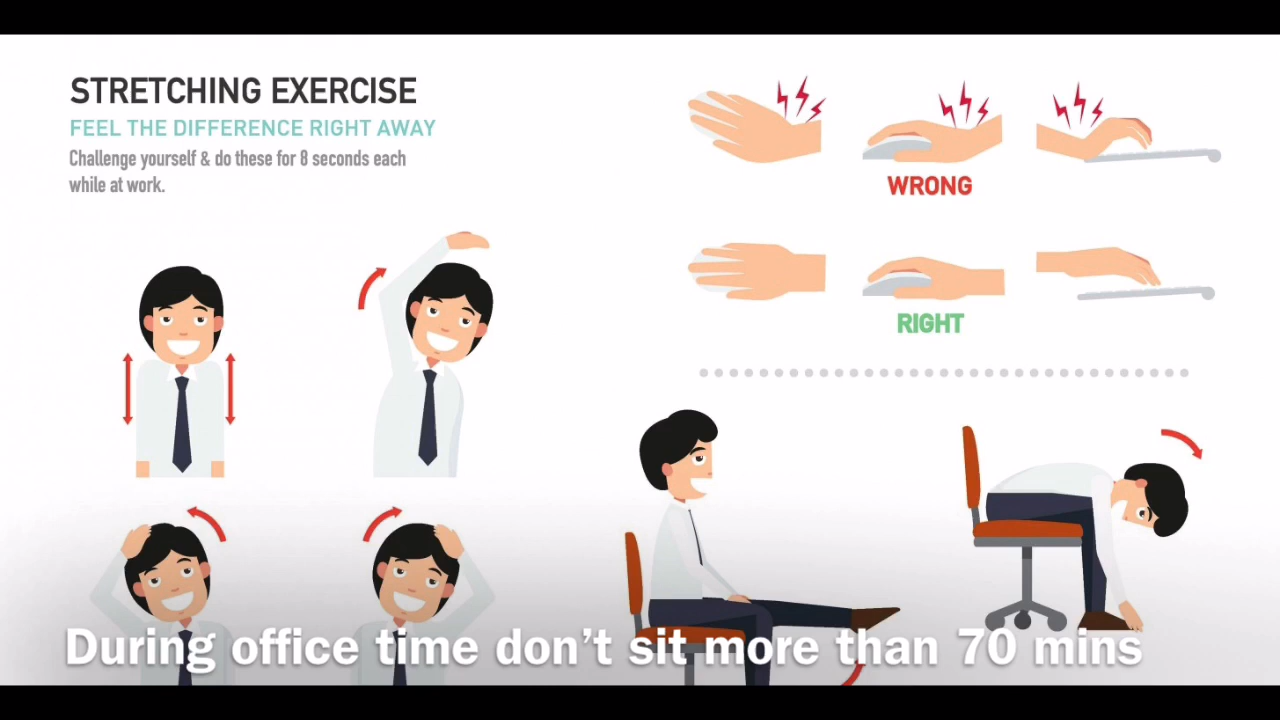 STRETCHING EXERCISE
FEEL THE DIFFERENCE RIGHT AWAY
Challenge yourself & do these for 8 seconds each
while at work.
WRONG
RIGHT
During office time don’t sit more than 70 mins